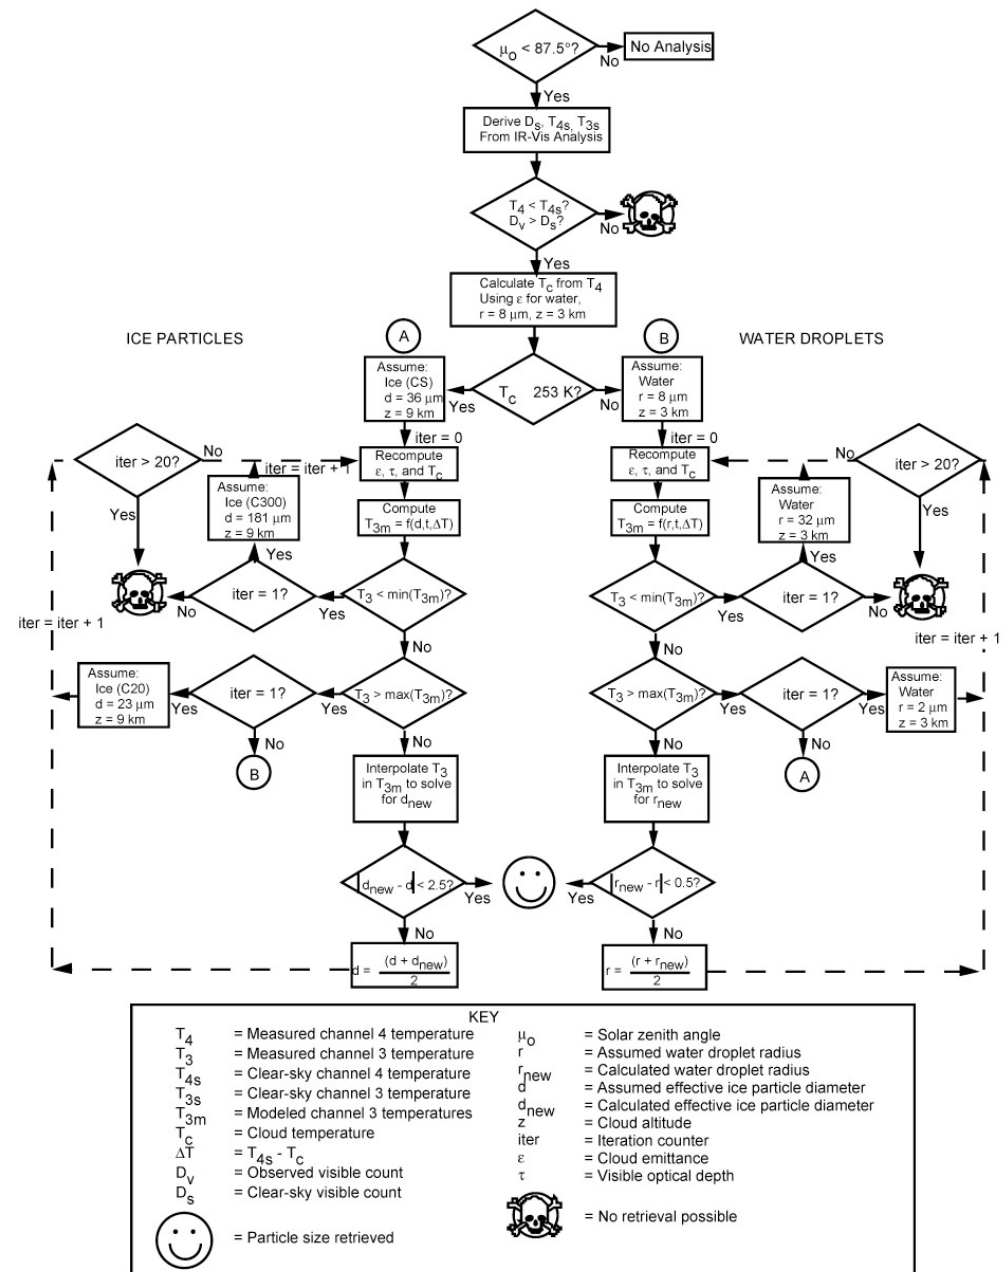 μo < 87.5°?
No
No Analysis
Yes
Derive Ds, T4s, T3s
From IR-Vis Analysis
T4 < T4s?
Dv > Ds?
No
Yes
Calculate Tc from T4
Using ε for water,
r = 8 μm, z = 3 km
ICE PARTICLES
A
B
WATER DROPLETS
Assume:
Ice (CS)
d = 36 μm
z = 9 km
Yes
Tc 253 K?
No
Assume:
Water
r = 8 μm
z = 3 km
iter = 0
iter = 0
iter > 20?
No
iter = iter + 1
Recompute
ε, τ, and Tc
Recompute
ε, τ, and Tc
No
iter > 20?
Yes
Assume:
Ice (C300)
d = 181 μm
z = 9 km
Compute
T3m = f(d,t,ΔT)
Compute
T3m = f(r,t,ΔT)
Assume:
Water
r = 32 μm
z = 3 km
Yes
Yes
Yes
No
iter = 1?
Yes
T3 < min(T3m)?
T3 < min(T3m)?
Yes
iter = 1?
No
iter = iter + 1
iter = iter + 1
No
No
Assume:
Ice (C20)
d = 23 μm
z = 9 km
Yes
iter = 1?
Yes
T3 > max(T3m)?
T3 > max(T3m)?
Yes
iter = 1?
Yes
Assume:
Water
r = 2 μm
z = 3 km
No
No
No
No
B
A
Interpolate T3
in T3m to solve
for dnew
Interpolate T3
in T3m to solve
for rnew
|dnew - d| < 2.5?
Yes
Yes
|rnew - r| < 0.5?
No
No
d = (d + dnew)
2
r = (r + rnew)
2
KEY
T4 = Measured channel 4 temperature
T3 = Measured channel 3 temperature
T4s = Clear-sky channel 4 temperature
T3s = Clear-sky channel 3 temperature
T3m = Modeled channel 3 temperatures
Tc = Cloud temperature
ΔT = T4s - Tc
Dv = Observed visible count
Ds = Clear-sky visible count
= Particle size retrieved
μo = Solar zenith angle
r = Assumed water droplet radius
rnew = Calculated water droplet radius
d = Assumed effective ice particle diameter
dnew = Calculated effective ice particle diameter
z = Cloud altitude
iter = Iteration counter
ε = Cloud emittance
τ = Visible optical depth
= No retrieval possible